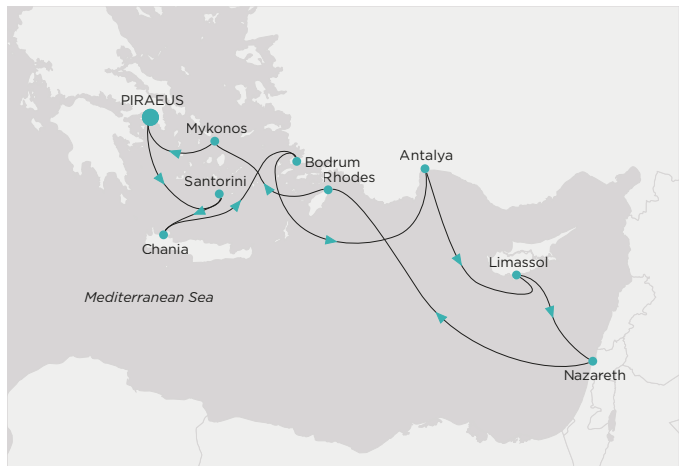 PIRAEUS
Mykonos
Bodrum
Antalya
Rhodes
Santorini
Chania
Limassol
Mediterranean Sea
Nazareth